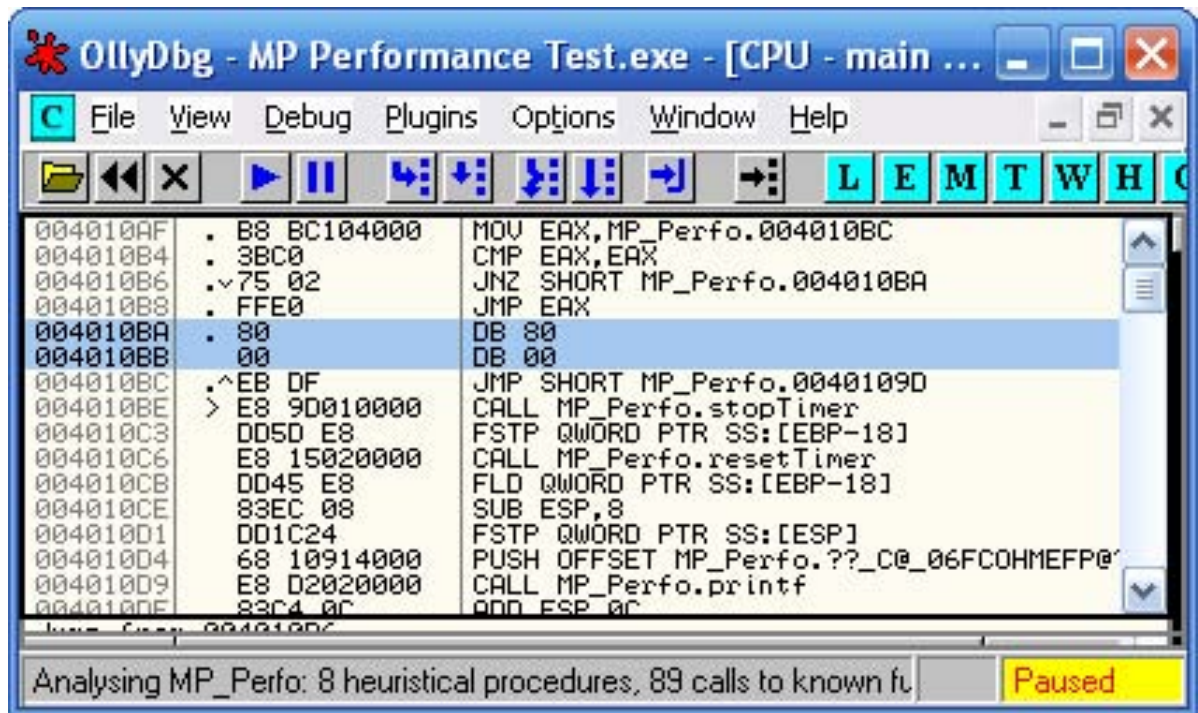 OllyDbg - MP Performance Test.exe - [CPU - main ...
C File View Debug Plugins Options Window Help
L E M T W H
004010AF . B8 BC104000 MOV EAX,MP_Perfo.004010BC
004010B4 . 3BC0 CMP EAX,EAX
004010B6 .v75 02 JNZ SHORT MP_Perfo.004010BA
004010B8 . FFE0 JMP EAX
004010BA . 80 DB 80
004010BB 00 DB 00
004010BC .^EB DF JMP SHORT MP_Perfo.0040109D
004010BE > E8 9D010000 CALL MP_Perfo.stopTimer
004010C3 DD5D E8 FSTP QWORD PTR SS:[EBP-18]
004010C6 E8 15020000 CALL MP_Perfo.resetTimer
004010CB DD45 E8 FLD QWORD PTR SS:[EBP-18]
004010CE 83EC 08 SUB ESP,8
004010D1 DD1C24 FSTP QWORD PTR SS:[ESP]
004010D4 68 10914000 PUSH OFFSET MP_Perfo.??_C@_06FCOHMEFP@?
004010D9 E8 D2020000 CALL MP_Perfo.printf
004010DE 83C4 0C ADD ESP,0C
Analysing MP_Perfo: 8 heuristical procedures, 89 calls to known fu
Paused